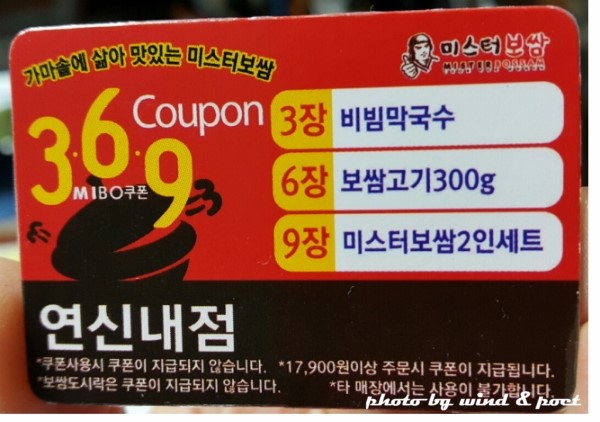 가마솥에 삶아 맛있는 미스터보쌈
미스터보쌈
MISTERBOSSAM
3·6·9 Coupon
MIBO쿠폰
3장 비빔막국수
6장 보쌈고기300g
9장 미스터보쌈2인세트
연신내점
*쿠폰사용시 쿠폰이 지급되지 않습니다. *17,900원이상 주문시 쿠폰이 지급됩니다.
*보쌈도시락은 쿠폰이 지급되지 않습니다. *타 매장에서는 사용이 불가합니다.
photo by wind & poet